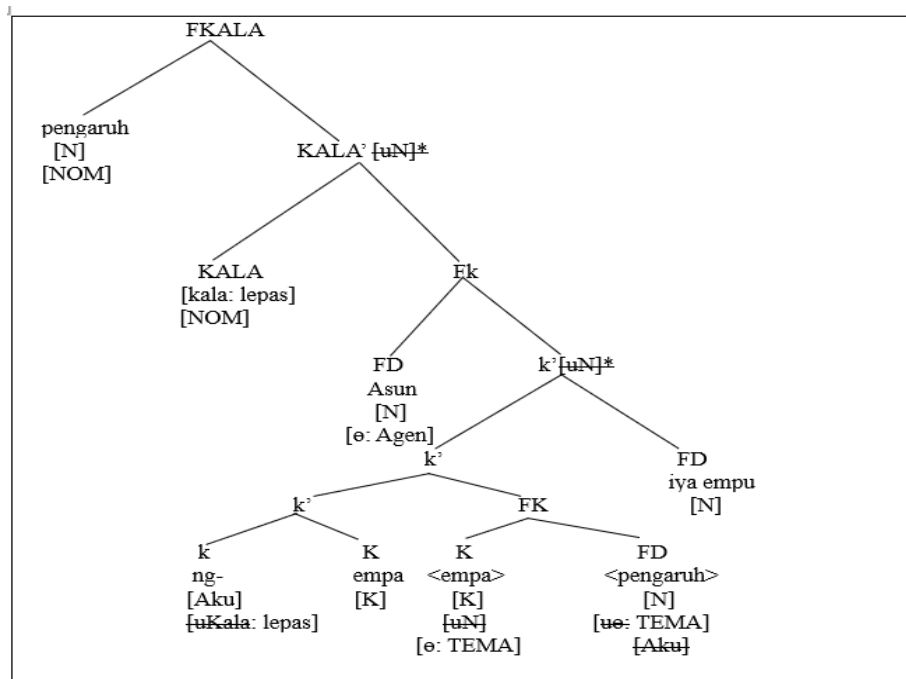 FKALA
pengaruh
[N]
[NOM]
KALA’ [uN]*
KALA
[kala: lepas]
[NOM]
Fk
FD
Asun
[N]
[ɵ: Agen]
k’[uN]*
k’
FD
iya empu
[N]
k’
FK
k
ng-
[Aku]
[uKala: lepas]
K
empa
[K]
K
<empa>
[K]
[uN]
[ɵ: TEMA]
FD
<pengaruh>
[N]
[uɵ: TEMA]
[Aku]